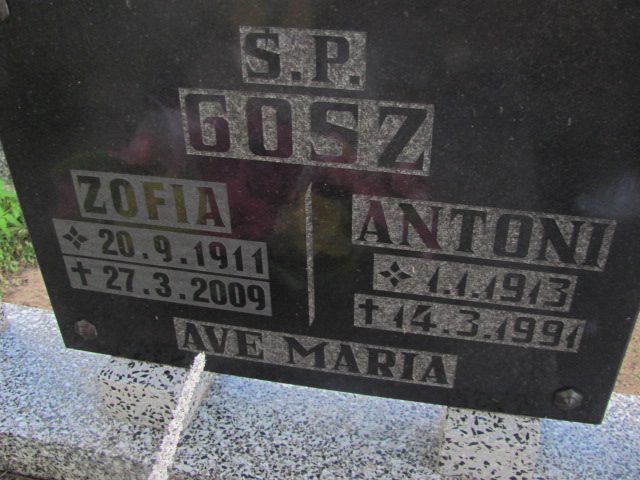 Ś.P.
GOSZ
ZOFIA
20.9.1911
27.3.2009
ANTONI
1.1.1913
14.3.1991
AVE MARIA